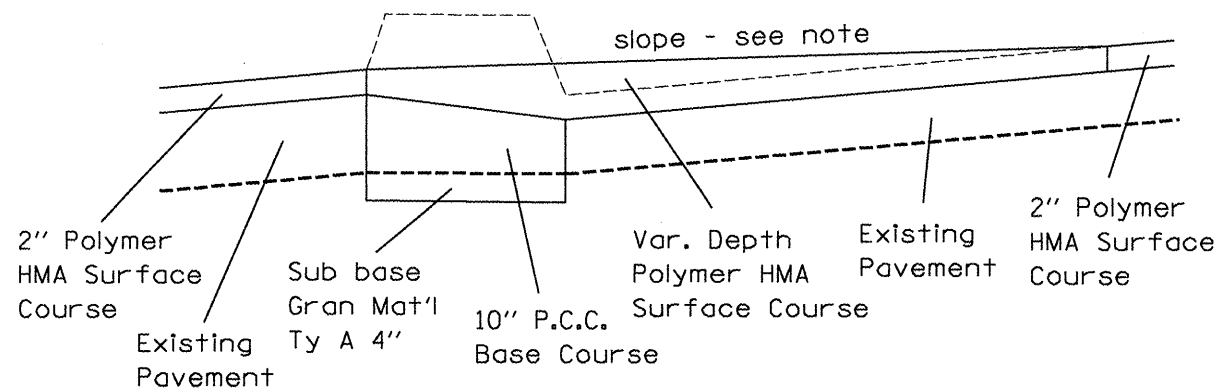 slope - see note
2" Polymer
HMA Surface
Course
Existing
Pavement
Sub base
Gran Mat'l
Ty A 4"
10" P.C.C.
Base Course
Var. Depth
Polymer HMA
Surface Course
Existing
Pavement
2" Polymer
HMA Surface
Course